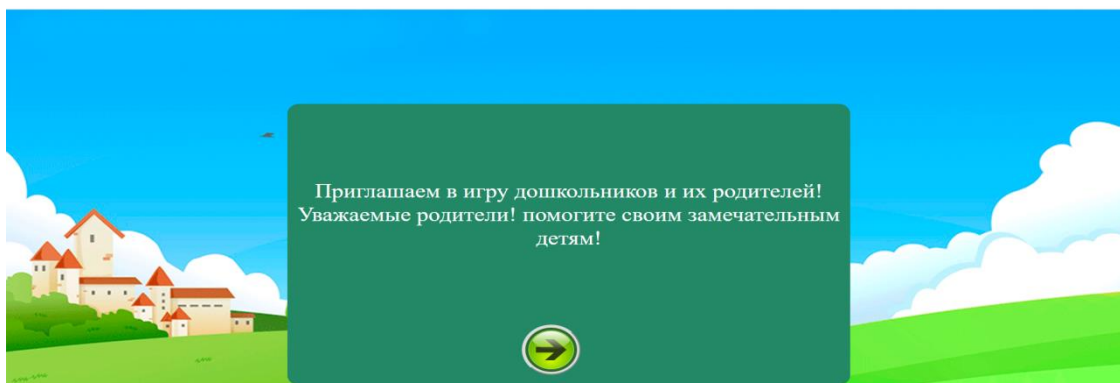 Приглашаем в игру дошкольников и их родителей!
Уважаемые родители! помогите своим замечательным
детям!